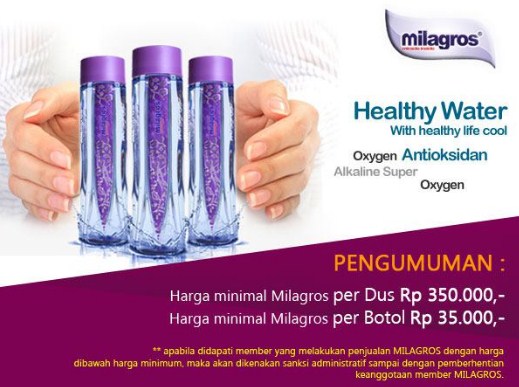 milagros®
Healthy Water
With healthy life cool
Oxygen Antioksidan
Alkaline Super
Oxygen
PENGUMUMAN :
Harga minimal Milagros per Dus Rp 350.000,-
Harga minimal Milagros per Botol Rp 35.000,-
** apabila didapati member yang melakukan penjualan MILAGROS dengan harga
dibawah harga minimum, maka akan dikenakan sanksi administratif sampai dengan pemberhentian
keanggotaan member MILAGROS.